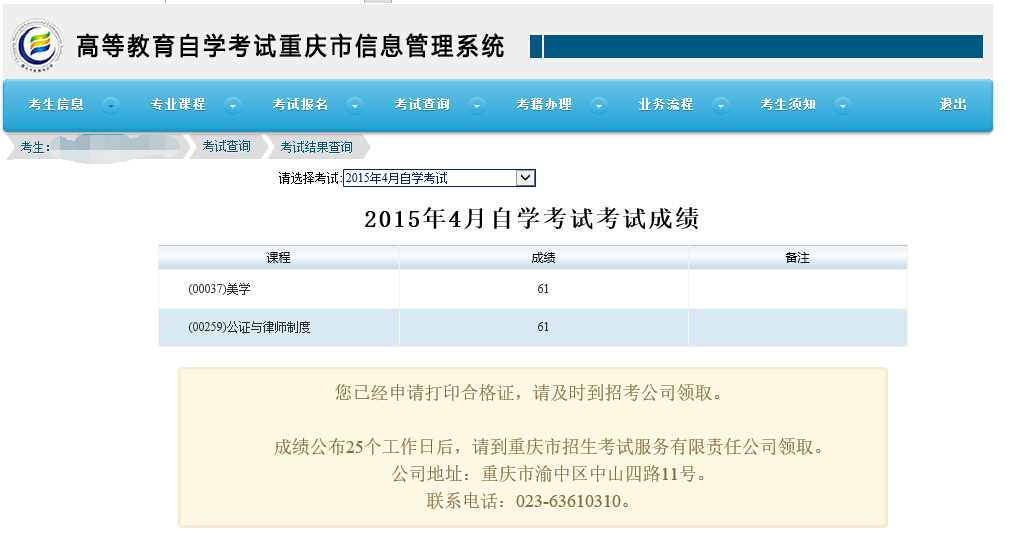 高等教育自学考试重庆市信息管理系统
考生信息 专业课程 考试报名 考试查询 考籍办理 业务流程 考生须知 退出
考生： 考试查询 考试结果查询
请选择考试:2015年4月自学考试
2015年4月自学考试考试成绩
课程 成绩 备注
(00037)美学 61
(00259)公证与律师制度 61
您已经申请打印合格证，请及时到招考公司领取。
成绩公布25个工作日后，请到重庆市招生考试服务有限责任公司领取。
公司地址：重庆市渝中区中山四路11号。
联系电话：023-63610310。